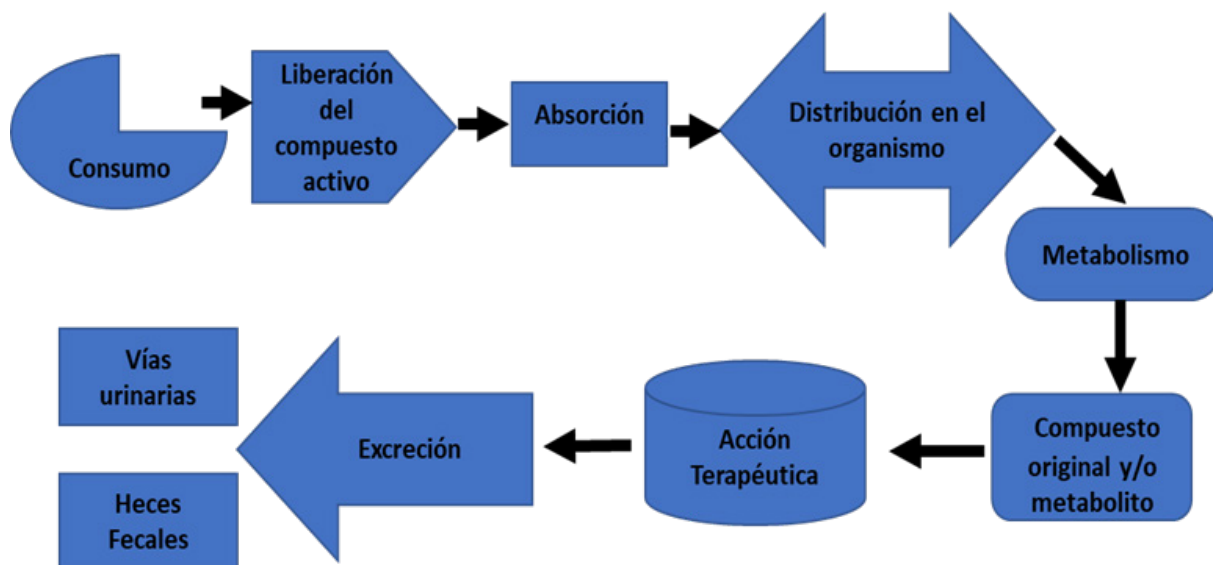 Consumo
Liberación
del
compuesto
activo
Absorción
Distribución en el
organismo
Metabolismo
Compuesto
original y/o
metabolito
Acción
Terapéutica
Excreción
Vías
urinarias
Heces
Fecales